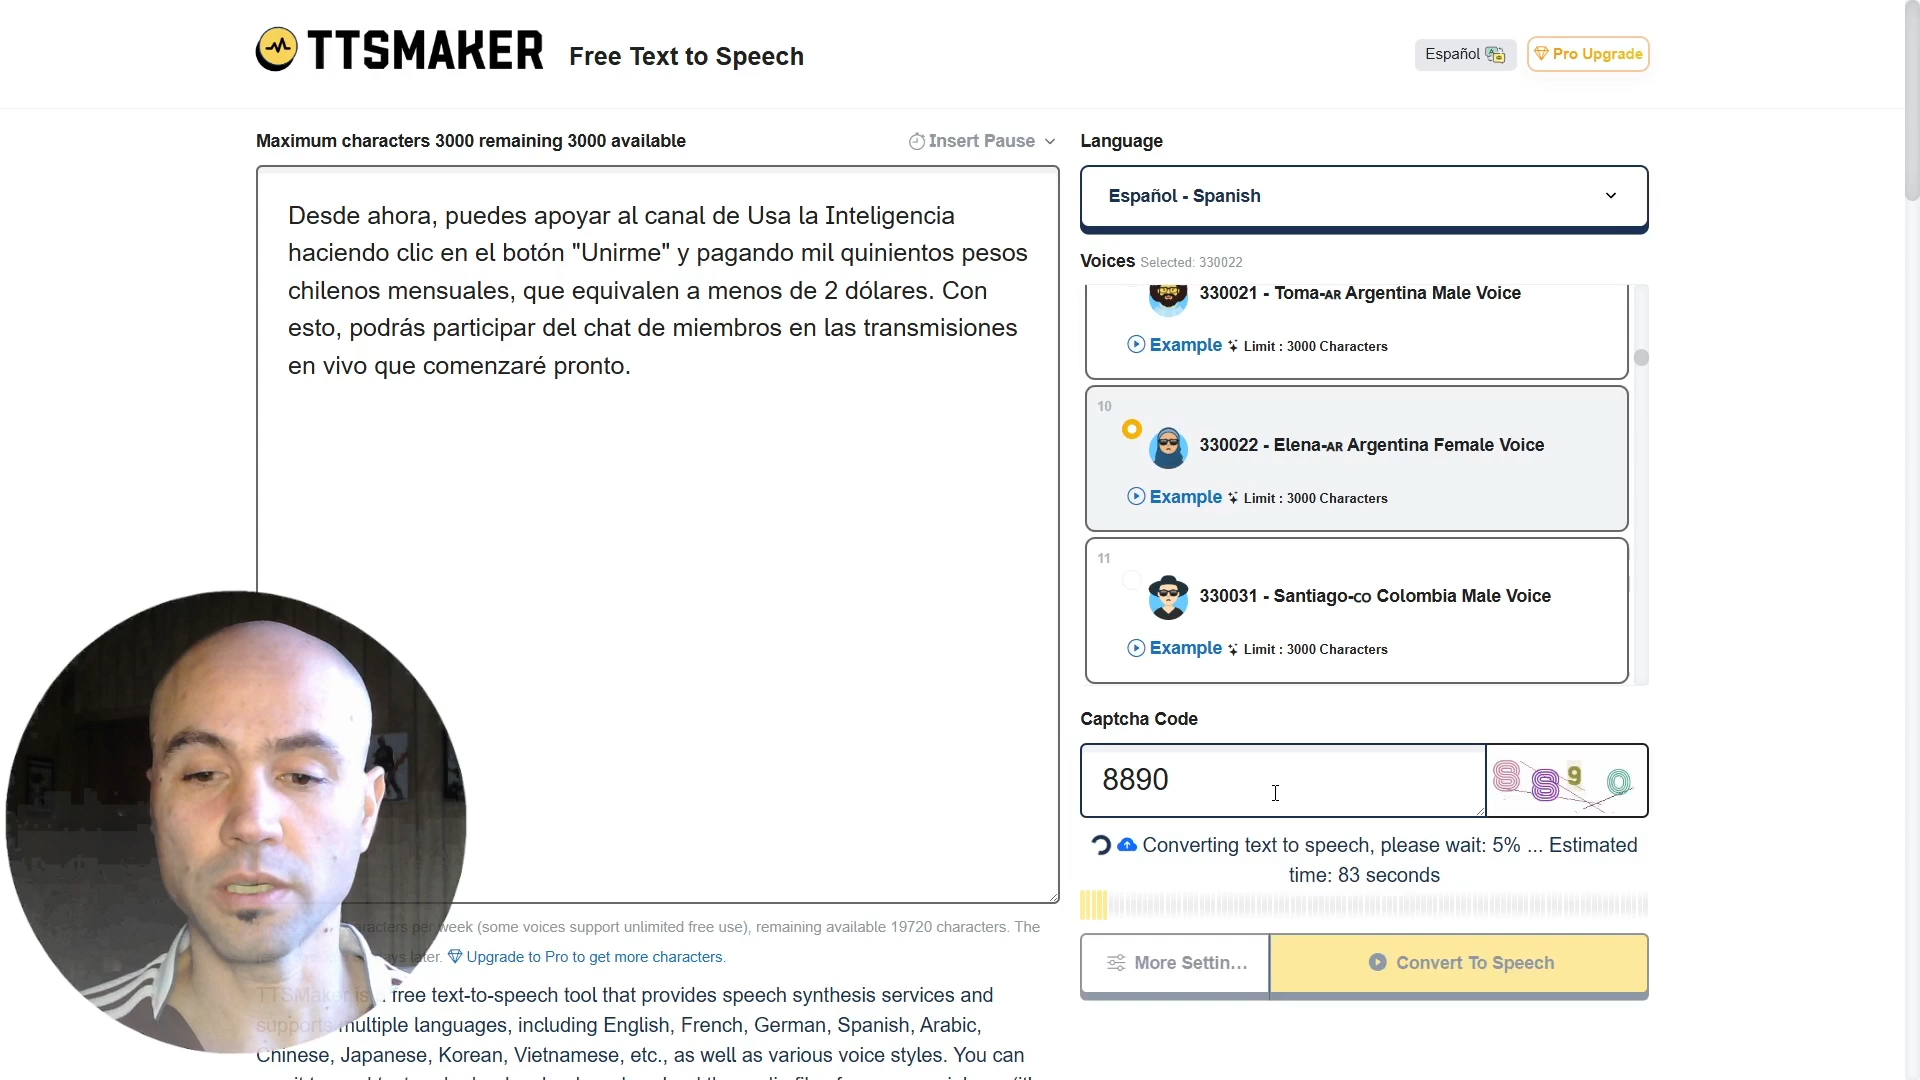 TTSMAKER Free Text to Speech
Español
Pro Upgrade
Maximum characters 3000 remaining 3000 available
Insert Pause
Desde ahora, puedes apoyar al canal de Usa la Inteligencia
haciendo clic en el botón "Unirme" y pagando mil quinientos pesos
chilenos mensuales, que equivalen a menos de 2 dólares. Con
esto, podrás participar del chat de miembros en las transmisiones
en vivo que comenzaré pronto.
week (some voices support unlimited free use), remaining available 19720 characters. The
later. Upgrade to Pro to get more characters.
TTSMaker is free text-to-speech tool that provides speech synthesis services and
supports multiple languages, including English, French, German, Spanish, Arabic,
Chinese, Japanese, Korean, Vietnamese, etc., as well as various voice styles. You can
Language
Español - Spanish
Voices Selected: 330022
330021 - Toma-AR Argentina Male Voice
Example Limit : 3000 Characters
10
330022 - Elena-AR Argentina Female Voice
Example Limit : 3000 Characters
11
330031 - Santiago-CO Colombia Male Voice
Example Limit : 3000 Characters
Captcha Code
8890
8890
Converting text to speech, please wait: 5% ... Estimated
time: 83 seconds
More Settin...
Convert To Speech